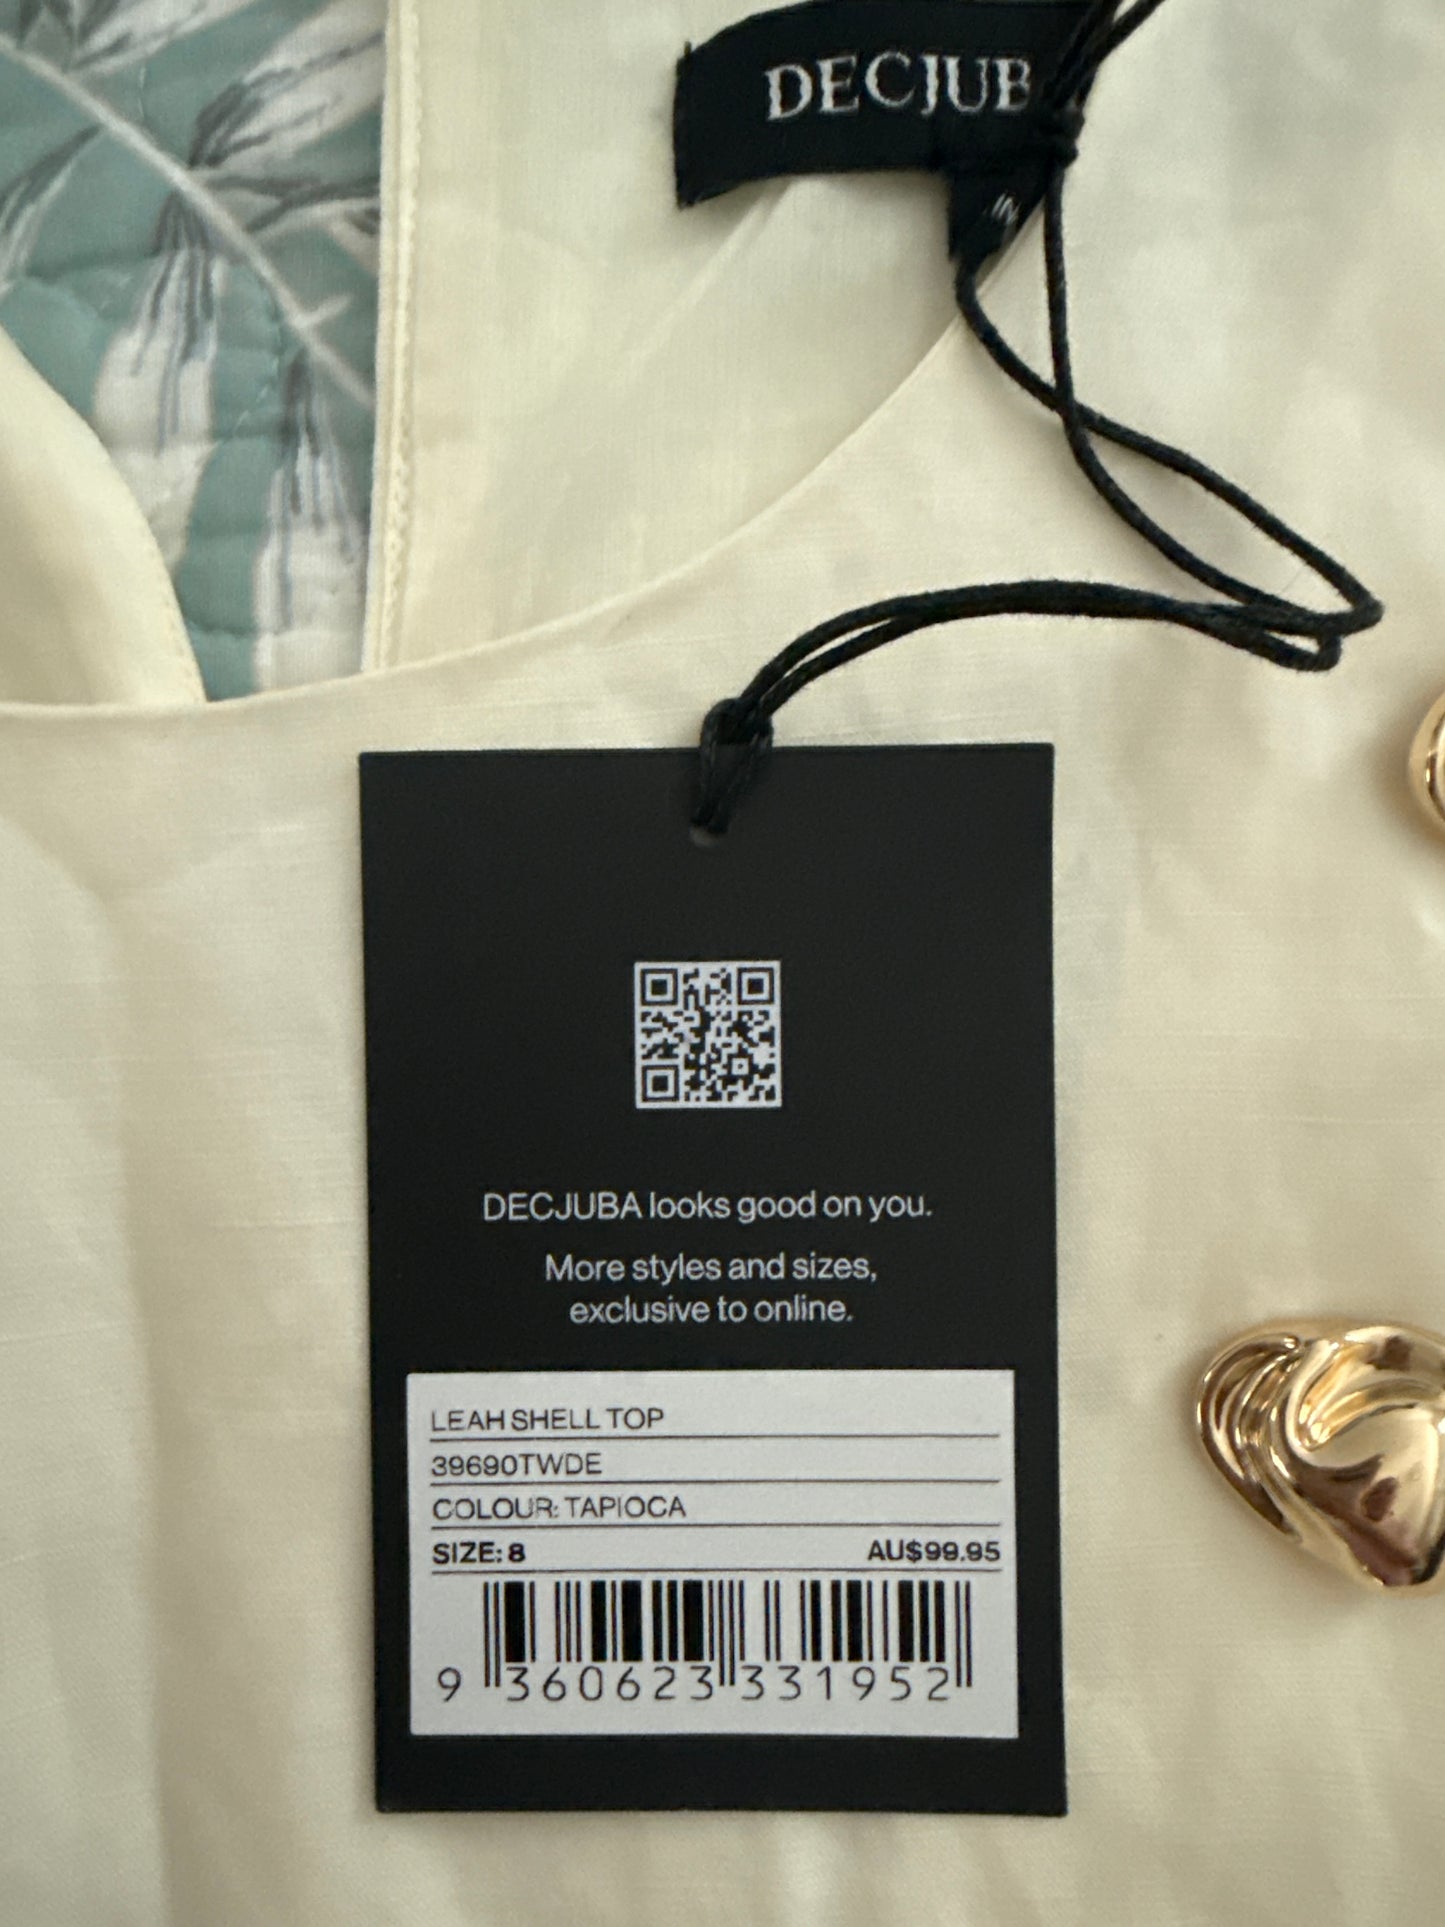 DECJUB
DECJUBA looks good on you.
More styles and sizes,
exclusive to online.
LEAH SHELL TOP
39690TWDE
COLOUR: TAPIOCA
SIZE: 8 AU$99.95
9 360623 331952